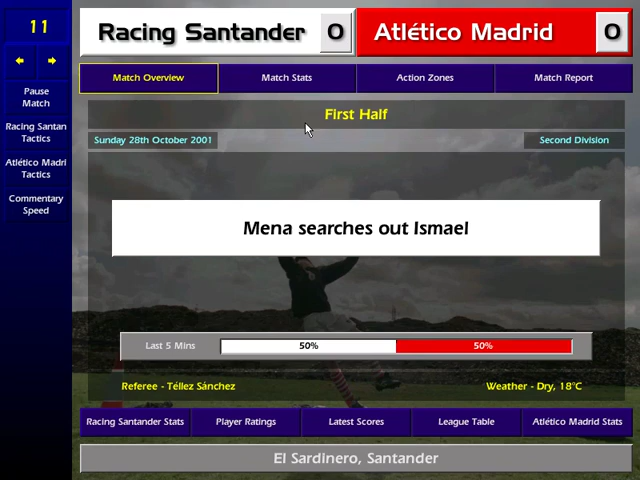 11
Racing Santander 0
Atlético Madrid 0
Match Overview
Match Stats
Action Zones
Match Report
Pause
Match
Racing Santan
Tactics
Atlético Madri
Tactics
Commentary
Speed
First Half
Sunday 28th October 2001
Second Division
Mena searches out Ismael
Last 5 Mins
50%
50%
Referee - Téllez Sánchez
Weather - Dry, 18°C
Racing Santander Stats
Player Ratings
Latest Scores
League Table
Atlético Madrid Stats
El Sardinero, Santander